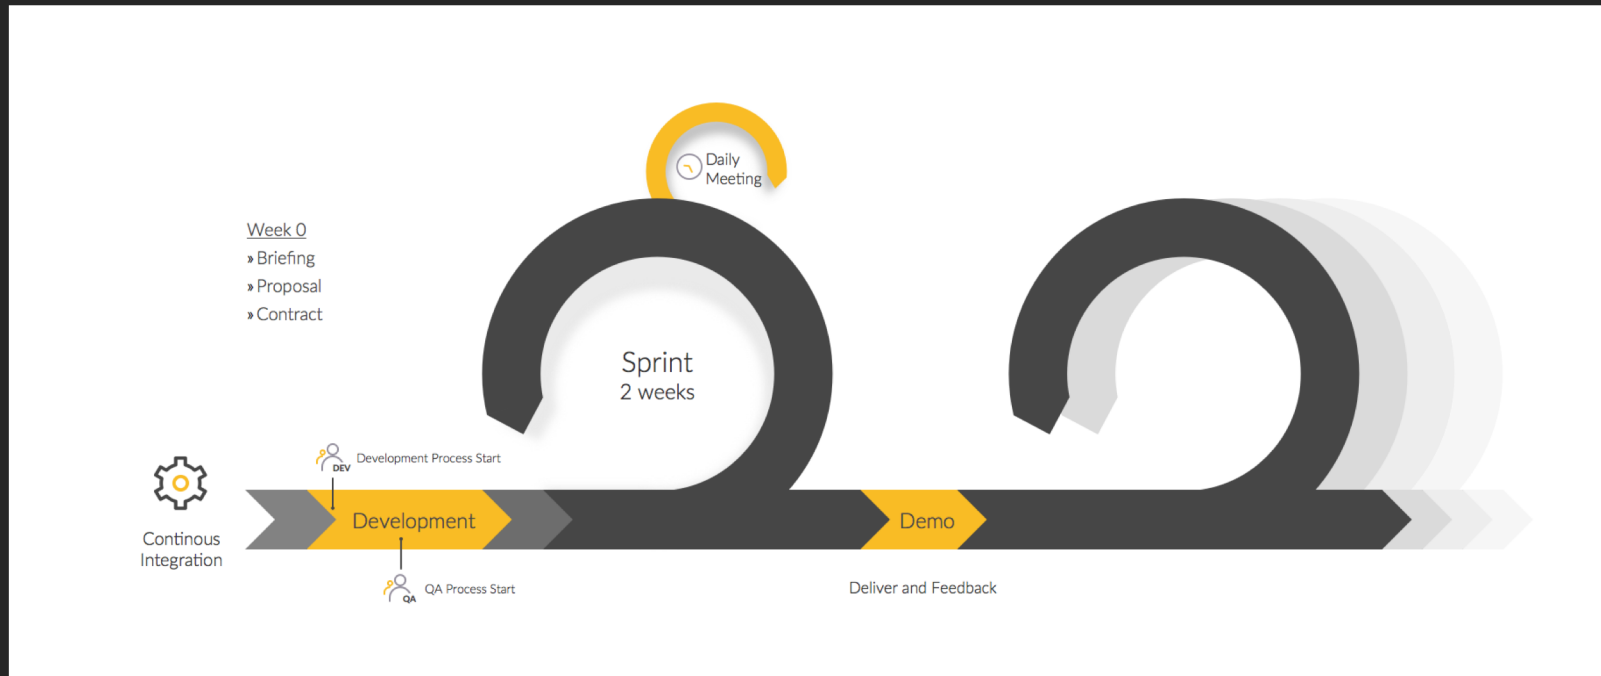 Daily
Meeting
Week 0
» Briefing
» Proposal
» Contract
Sprint
2 weeks
DEV
Development Process Start
Development
Demo
Continous
Integration
QA
QA Process Start
Deliver and Feedback